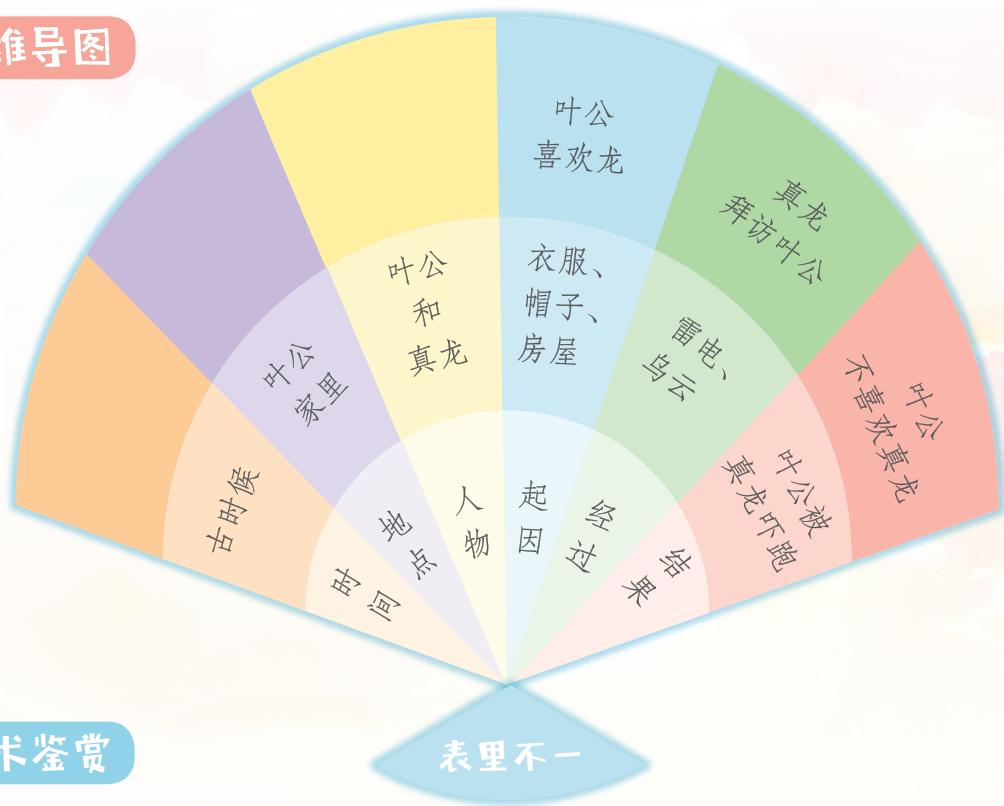 维导图
时间
古时候
地点
叶公
家里
人物
叶公
和
真龙
起因
衣服、
帽子、
房屋
叶公
喜欢龙
经过
雷电、
乌云
真龙
拜访叶公
结果
叶公被
真龙吓跑
叶公
不喜欢真龙
表里不一
术鉴赏